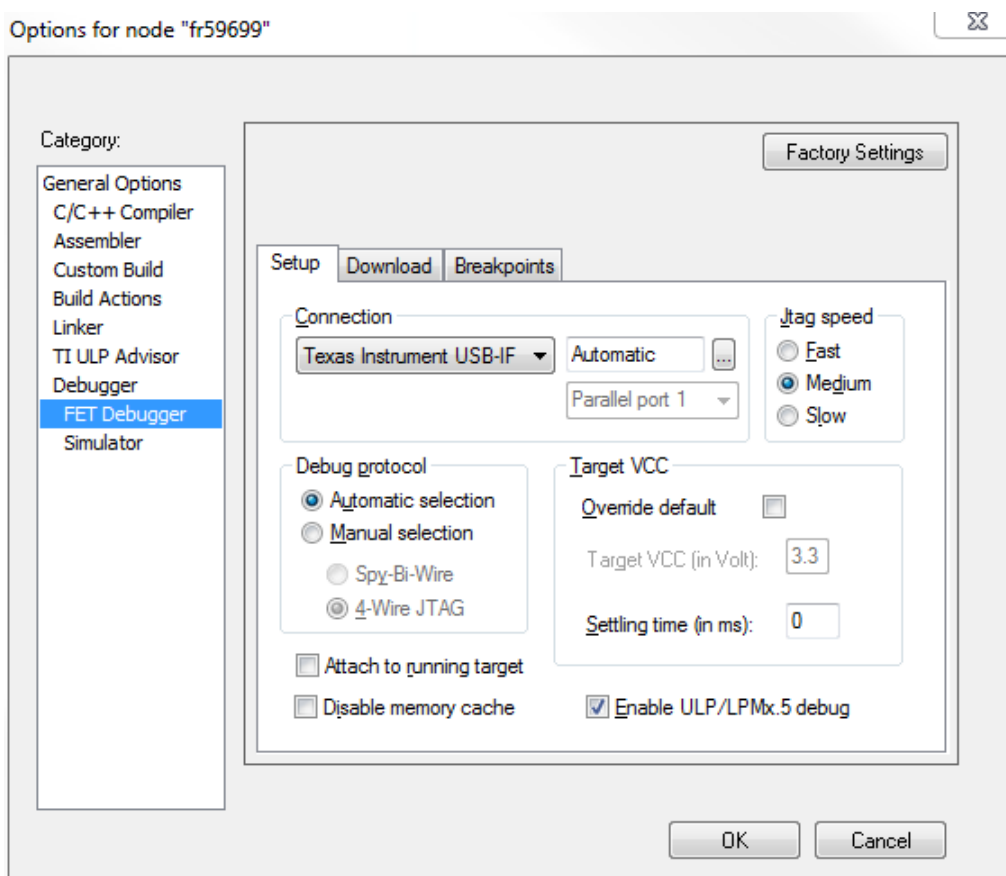 Options for node "fr59699"
Category:
Factory Settings
General Options
C/C++ Compiler
Assembler
Custom Build
Build Actions
Linker
TI ULP Advisor
Debugger
FET Debugger
Simulator
Setup Download Breakpoints
Connection
Texas Instrument USB-IF Automatic ...
Parallel port 1
Jtag speed
Fast
Medium
Slow
Debug protocol
Automatic selection
Manual selection
Spy-Bi-Wire
4-Wire JTAG
Target VCC
Override default
Target VCC (in Volt): 3.3
Settling time (in ms): 0
Attach to running target
Disable memory cache
Enable ULP/LPMx.5 debug
OK Cancel